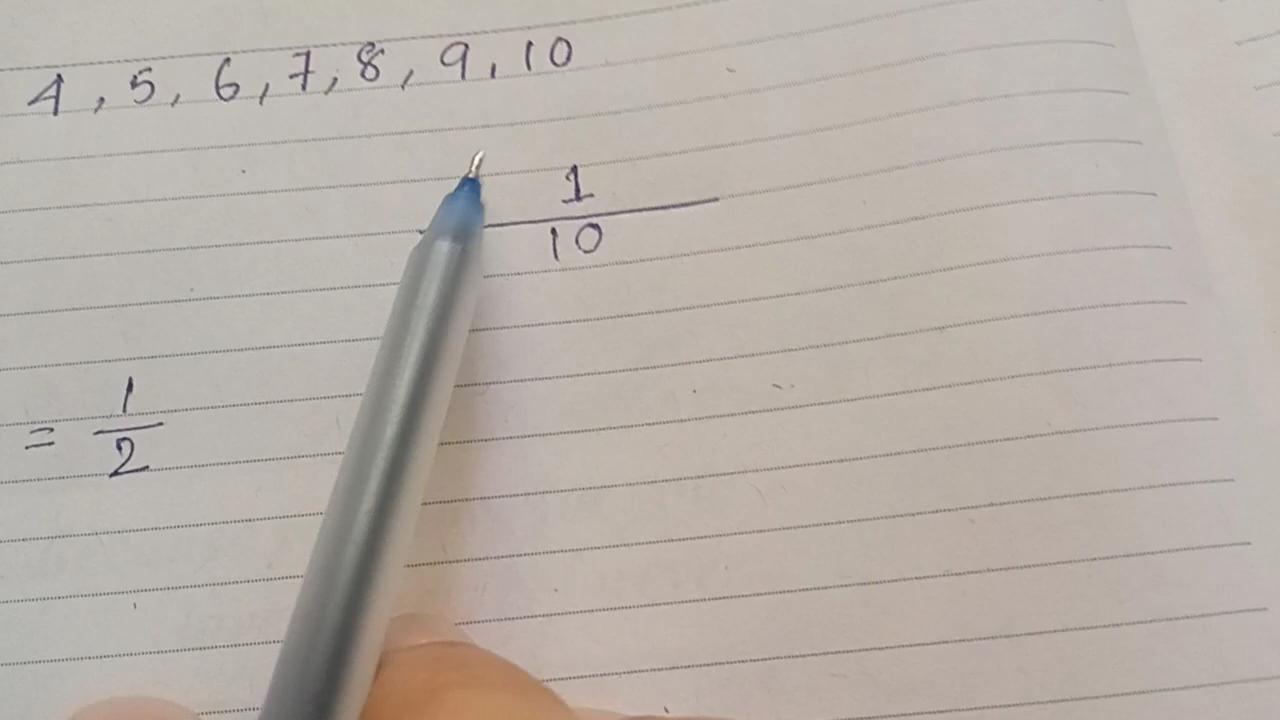 4, 5, 6, 7, 8, 9, 10
1
10
= 1
2